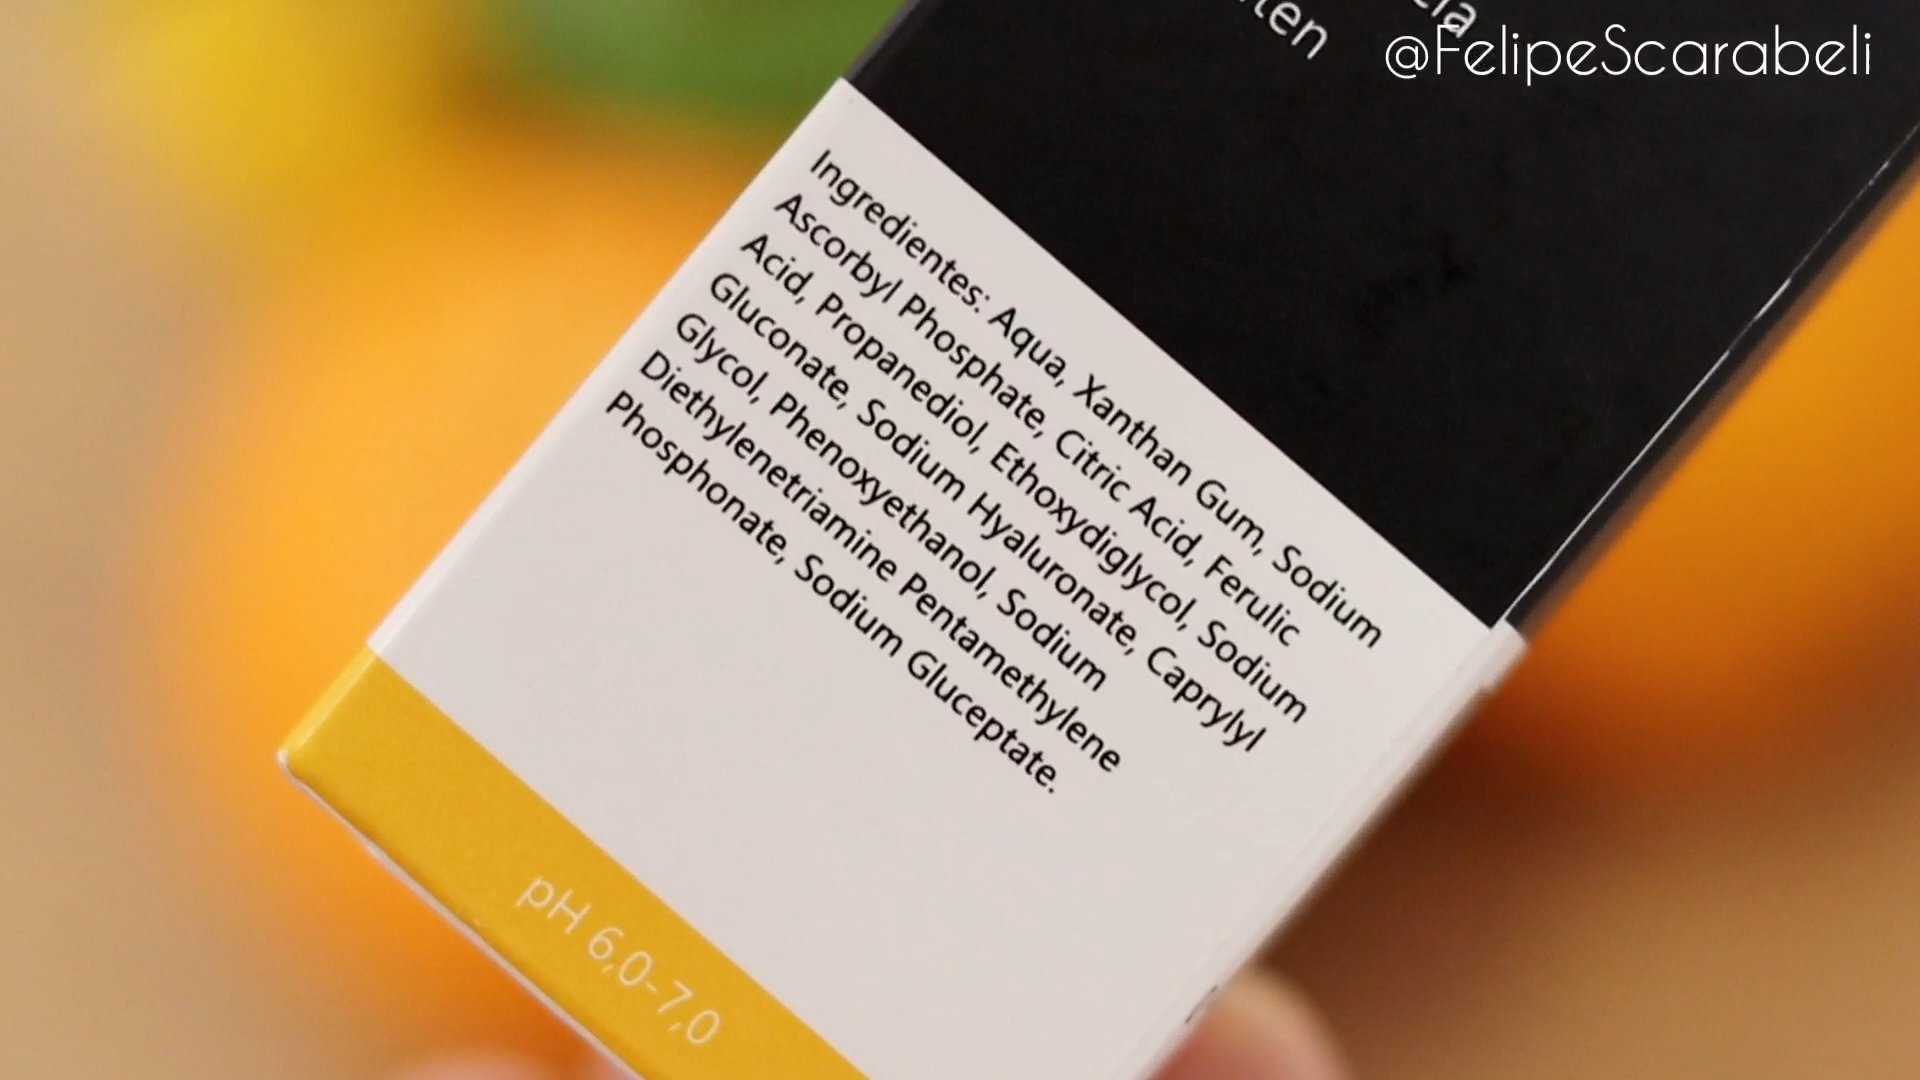 @FelipeScarabeli
Ingredientes: Aqua, Xanthan Gum, Sodium
Ascorbyl Phosphate, Citric Acid, Ferulic
Acid, Propanediol, Ethoxydiglycol, Sodium
Gluconate, Sodium Hyaluronate, Caprylyl
Glycol, Phenoxyethanol, Sodium
Diethylenetriamine Pentamethylene
Phosphonate, Sodium Gluceptate.
pH 6,0-7,0